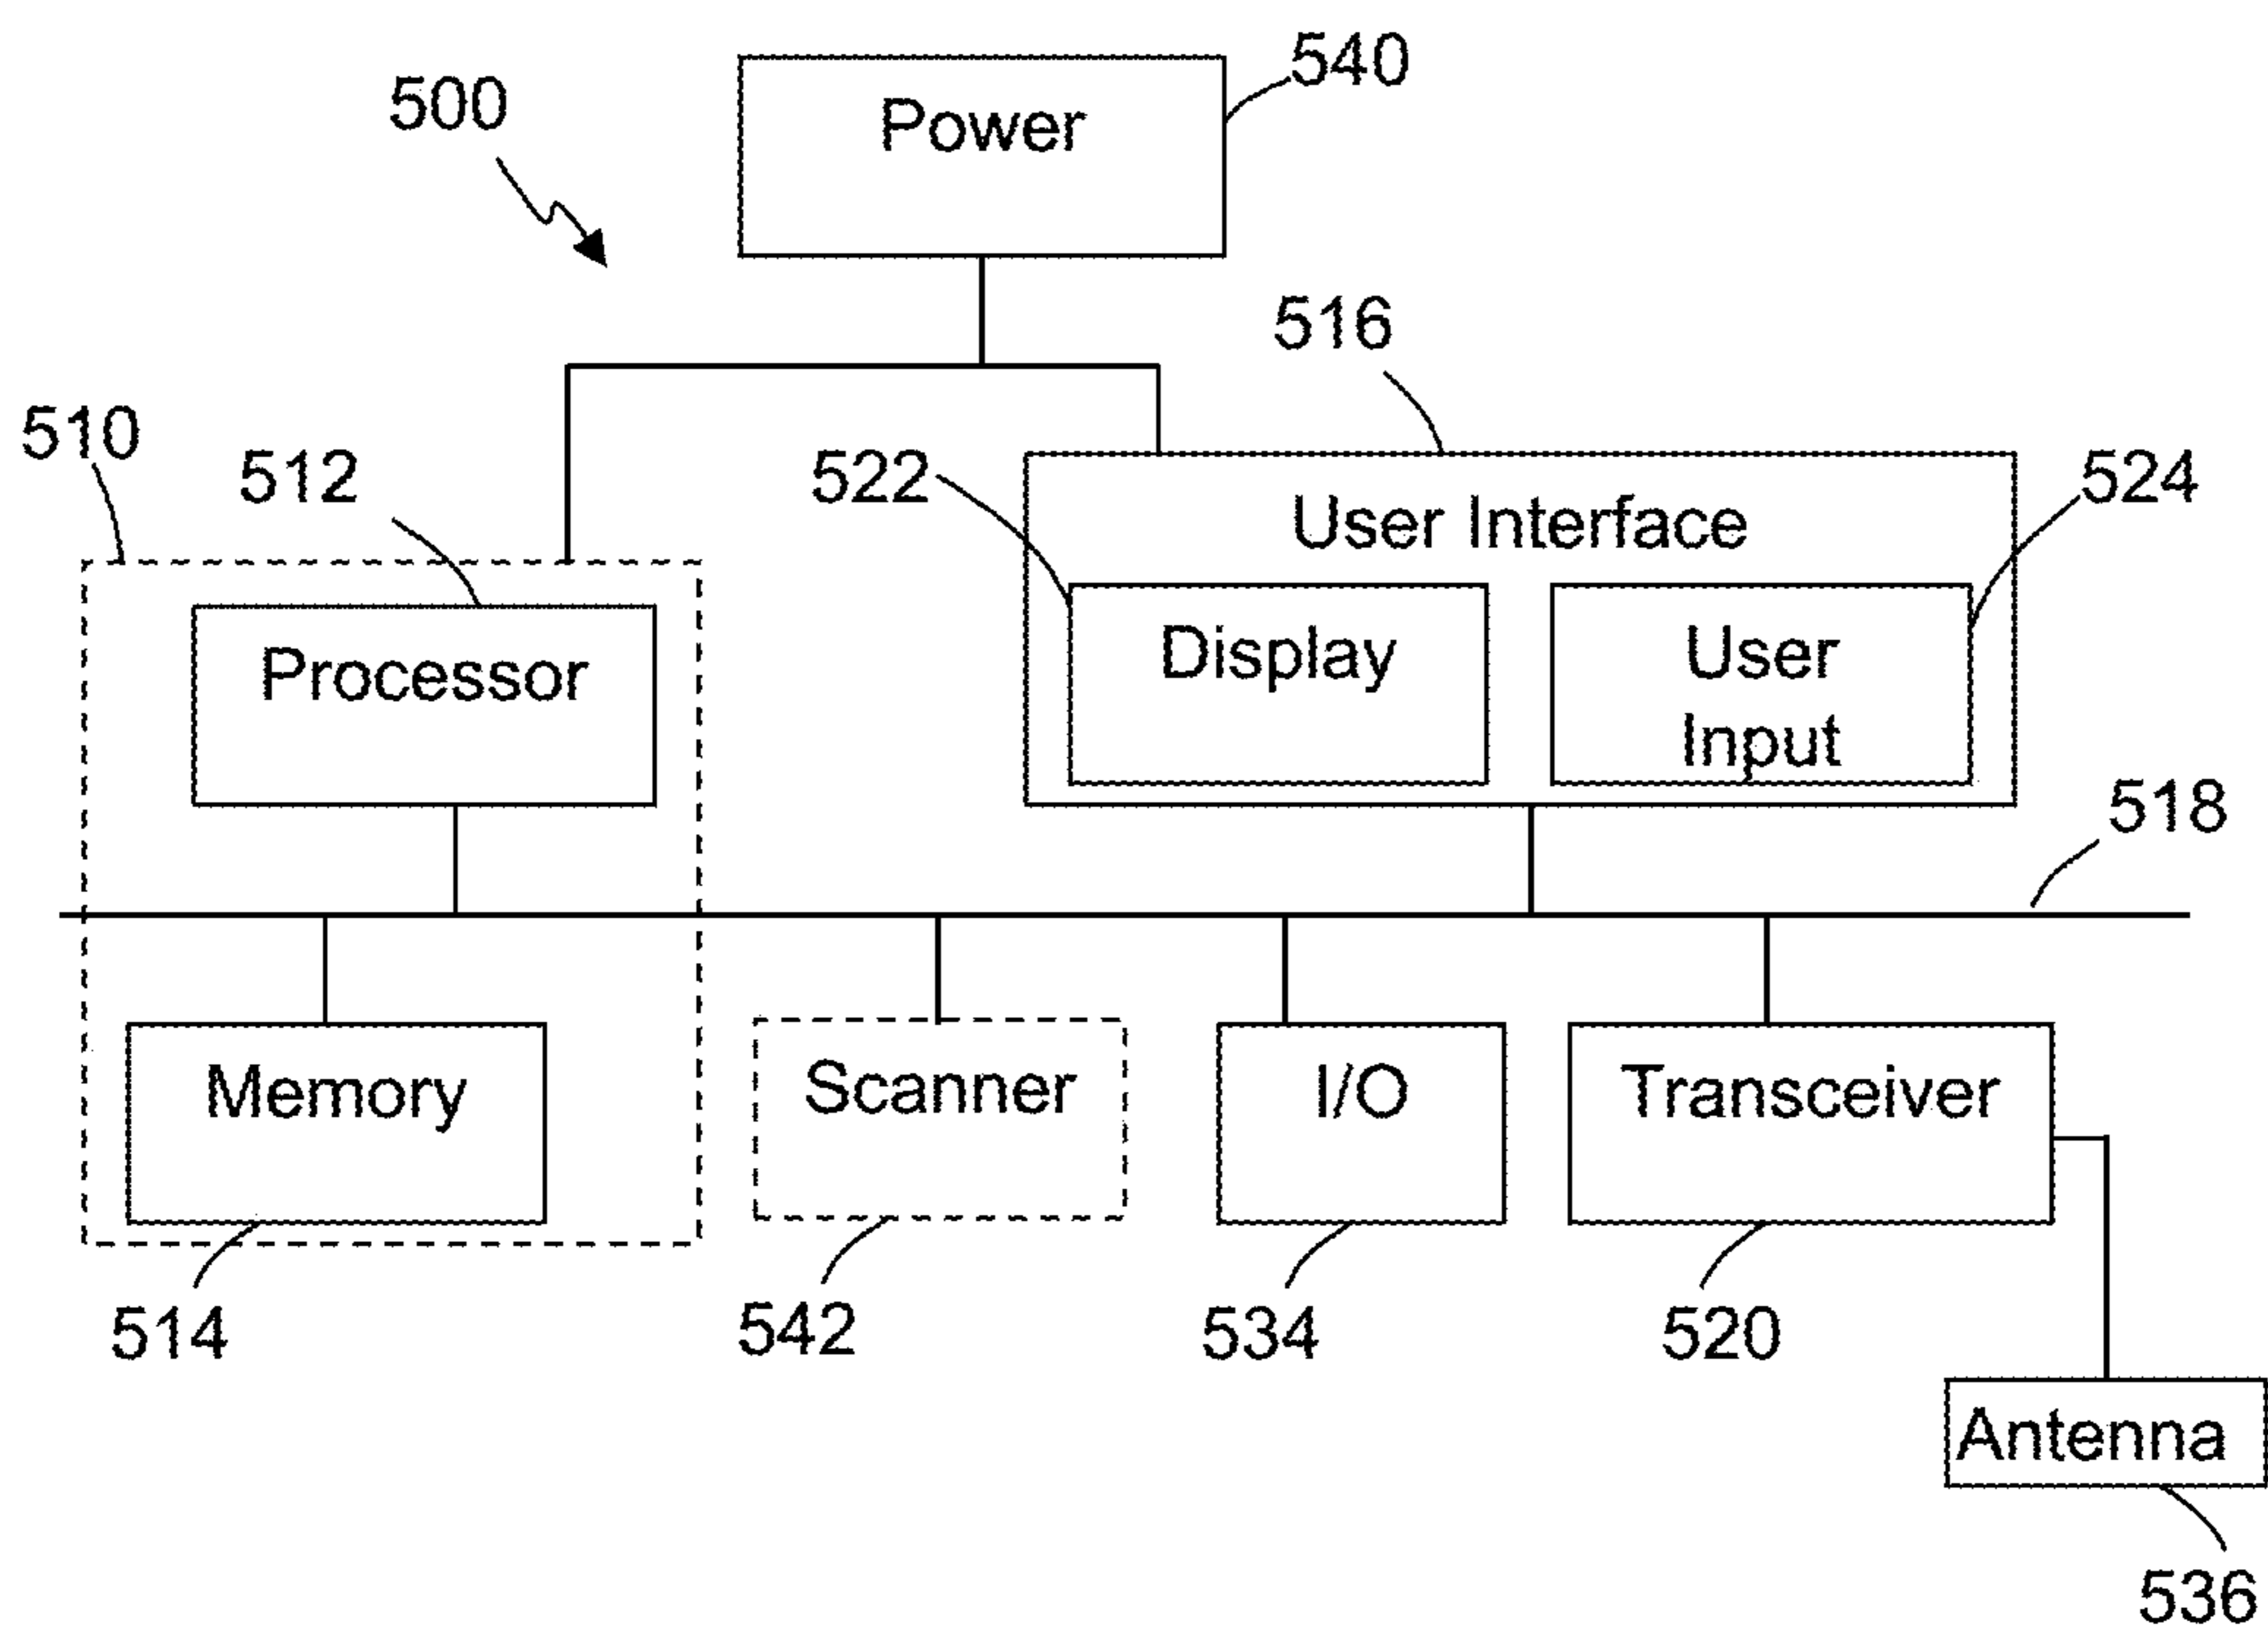 540
500
Power
516
510
512
522
524
User Interface
Processor
Display
User
Input
518
Memory
Scanner
I/O
Transceiver
514
542
534
520
Antenna
536